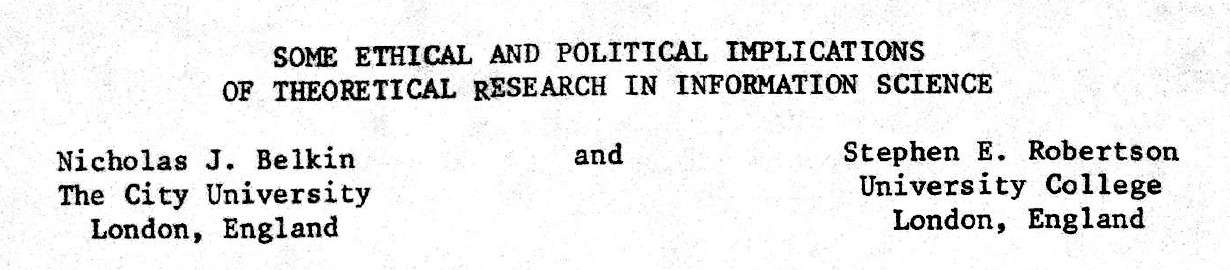 SOME ETHICAL AND POLITICAL IMPLICATIONS
OF THEORETICAL RESEARCH IN INFORMATION SCIENCE
Nicholas J. Belkin
The City University
London, England
and
Stephen E. Robertson
University College
London, England